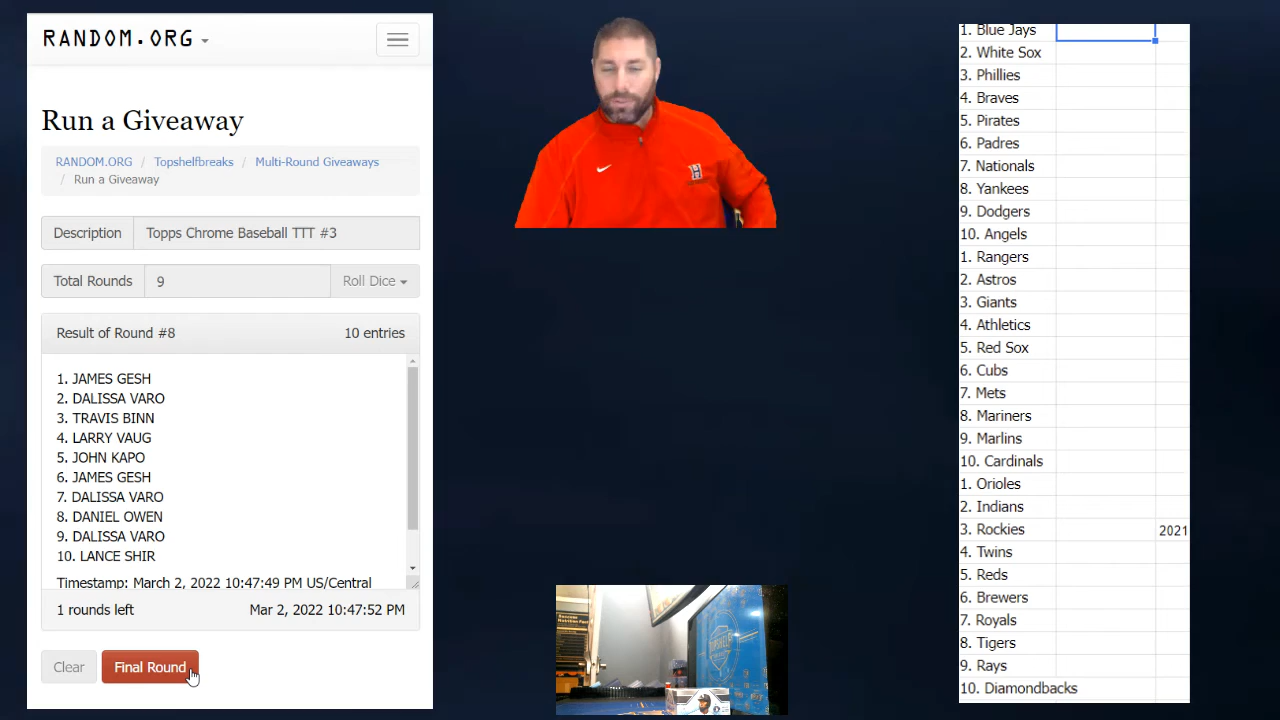 RANDOM.ORG
Run a Giveaway
RANDOM.ORG / Topshelfbreaks / Multi-Round Giveaways
/ Run a Giveaway
Description Topps Chrome Baseball TTT #3
Total Rounds 9 Roll Dice
Result of Round #8 10 entries
1. JAMES GESH
2. DALISSA VARO
3. TRAVIS BINN
4. LARRY VAUG
5. JOHN KAPO
6. JAMES GESH
7. DALISSA VARO
8. DANIEL OWEN
9. DALISSA VARO
10. LANCE SHIR
Timestamp: March 2, 2022 10:47:49 PM US/Central
1 rounds left Mar 2, 2022 10:47:52 PM
Clear Final Round
H
1. Blue Jays
2. White Sox
3. Phillies
4. Braves
5. Pirates
6. Padres
7. Nationals
8. Yankees
9. Dodgers
10. Angels
1. Rangers
2. Astros
3. Giants
4. Athletics
5. Red Sox
6. Cubs
7. Mets
8. Mariners
9. Marlins
10. Cardinals
1. Orioles
2. Indians
3. Rockies 2021
4. Twins
5. Reds
6. Brewers
7. Royals
8. Tigers
9. Rays
10. Diamondbacks